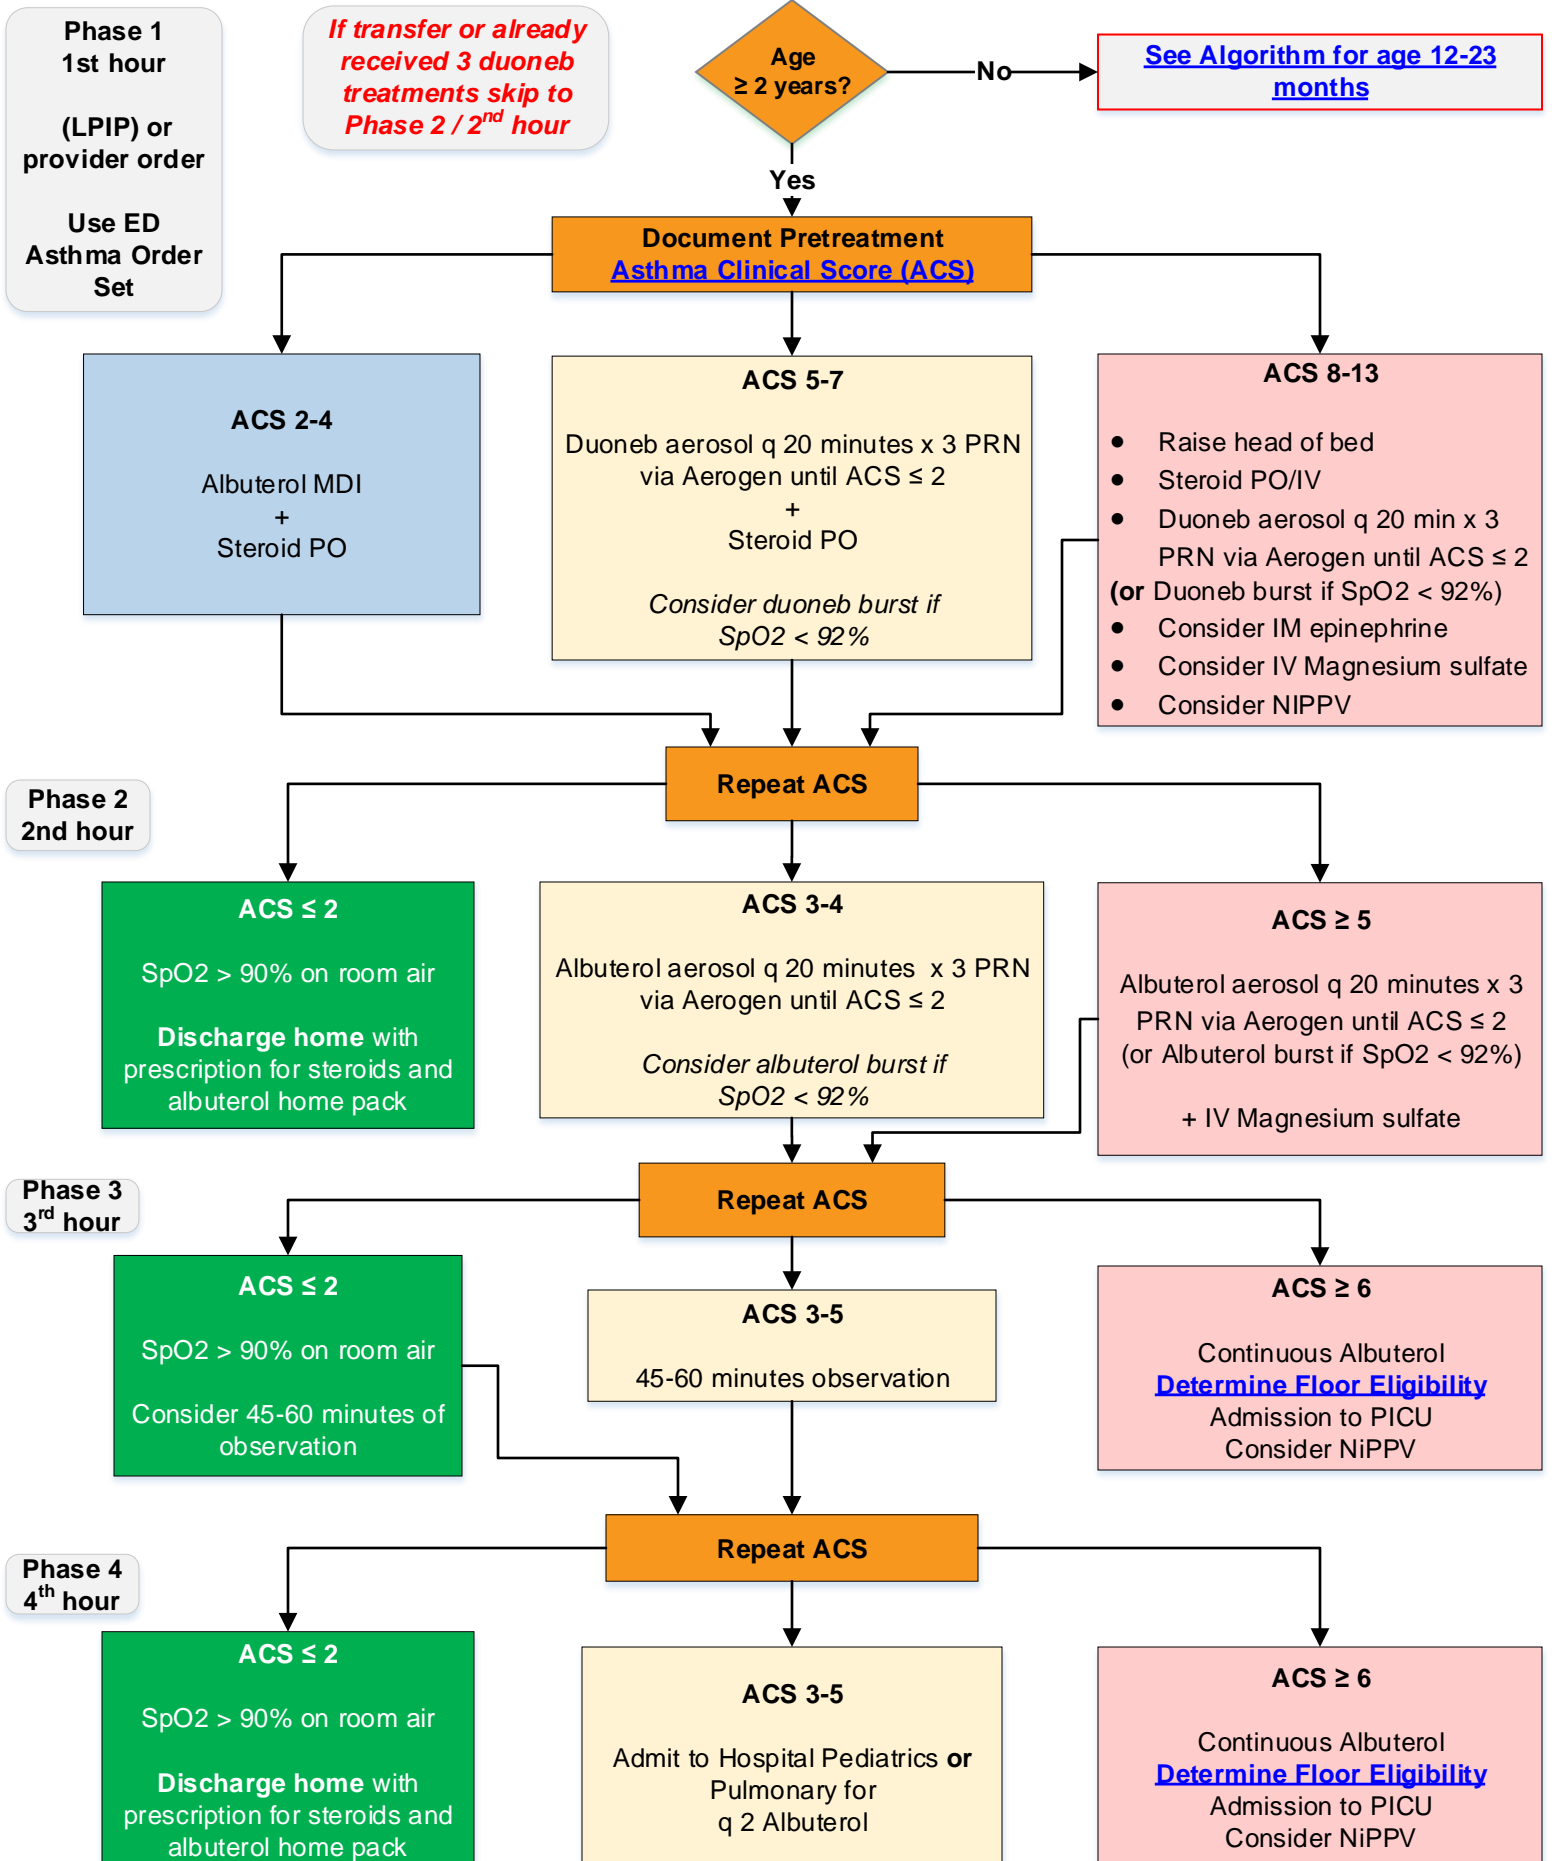 Phase 1
1st hour
(LPIP) or
provider order
Use ED
Asthma Order
Set
If transfer or already
received 3 duoneb
treatments skip to
Phase 2 / 2nd hour
Age
≥ 2 years?
No
See Algorithm for age 12-23
months
Yes
Document Pretreatment
Asthma Clinical Score (ACS)
ACS 2-4
Albuterol MDI
+
Steroid PO
ACS 5-7
Duoneb aerosol q 20 minutes x 3 PRN
via Aerogen until ACS ≤ 2
+
Steroid PO
Consider duoneb burst if
SpO2 < 92%
ACS 8-13
• Raise head of bed
• Steroid PO/IV
• Duoneb aerosol q 20 min x 3
PRN via Aerogen until ACS ≤ 2
(or Duoneb burst if SpO2 < 92%)
• Consider IM epinephrine
• Consider IV Magnesium sulfate
• Consider NIPPV
Repeat ACS
Phase 2
2nd hour
ACS ≤ 2
SpO2 > 90% on room air
Discharge home with
prescription for steroids and
albuterol home pack
ACS 3-4
Albuterol aerosol q 20 minutes x 3 PRN
via Aerogen until ACS ≤ 2
Consider albuterol burst if
SpO2 < 92%
ACS ≥ 5
Albuterol aerosol q 20 minutes x 3
PRN via Aerogen until ACS ≤ 2
(or Albuterol burst if SpO2 < 92%)
+ IV Magnesium sulfate
Repeat ACS
Phase 3
3rd hour
ACS ≤ 2
SpO2 > 90% on room air
Consider 45-60 minutes of
observation
ACS 3-5
45-60 minutes observation
ACS ≥ 6
Continuous Albuterol
Determine Floor Eligibility
Admission to PICU
Consider NiPPV
Repeat ACS
Phase 4
4th hour
ACS ≤ 2
SpO2 > 90% on room air
Discharge home with
prescription for steroids and
albuterol home pack
ACS 3-5
Admit to Hospital Pediatrics or
Pulmonary for
q 2 Albuterol
ACS ≥ 6
Continuous Albuterol
Determine Floor Eligibility
Admission to PICU
Consider NiPPV